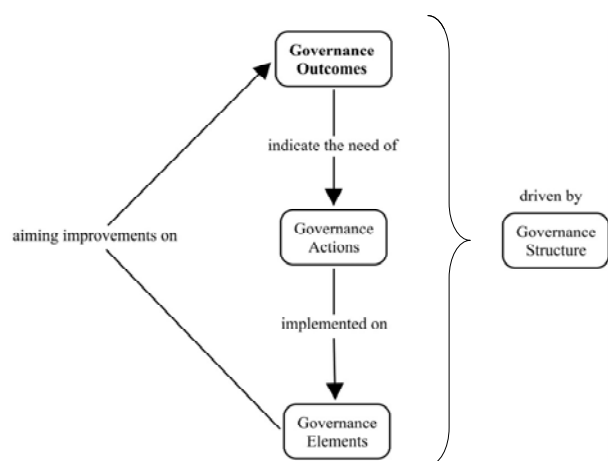 Governance
Outcomes
indicate the need of
driven by
aiming improvements on
Governance
Actions
Governance
Structure
implemented on
Governance
Elements